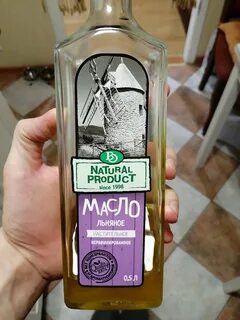 NATURAL
PRODUCT
since 1998
МАСЛО
ЛЬНЯНОЕ
РАСТИТЕЛЬНОЕ
НЕРАФИНИРОВАННОЕ
0,5 Л